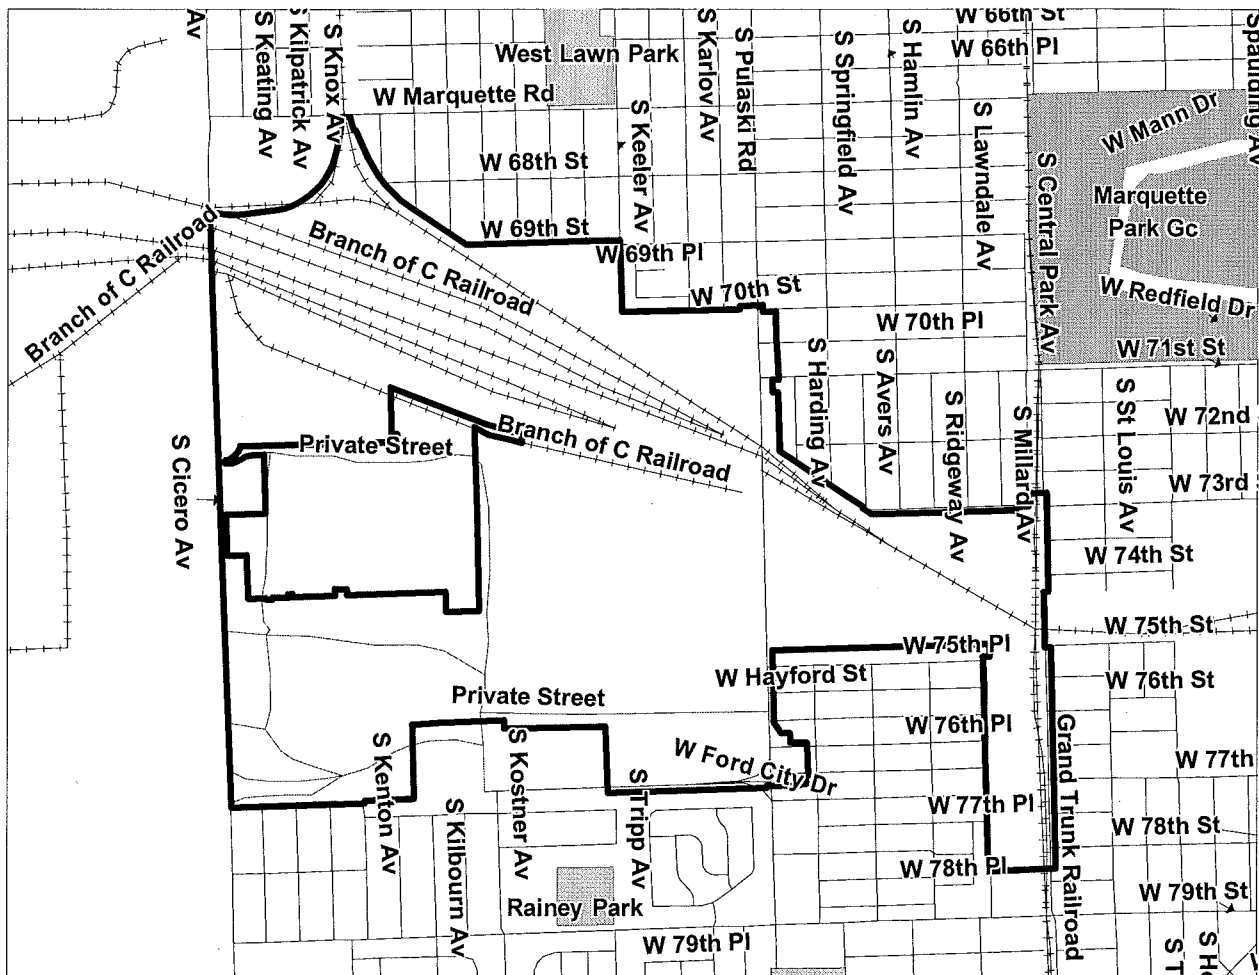 Av
S Keating Av
S Kilpatrick Av
S Knox Av
West Lawn Park
S Karlov Av
S Pulaski Rd
S Springfield Av
S Hamlin Av
W 66th St
W 66th Pl
Spaulding Av
W Marquette Rd
S Keeler Av
S Lawndale Av
W Mann Dr
W 68th St
S Central Park Av
Marquette
Park Gc
W 69th St
W 69th Pl
Branch of C Railroad
Branch of C Railroad
W 70th St
W Redfield Dr
W 70th Pl
W 71st St
S Harding Av
S Avers Av
S Ridgeway Av
S Millard Av
S St Louis Av
W 72nd
Private Street
Branch of C Railroad
S Cicero Av
W 73rd
W 74th St
W 75th St
W 75th Pl
W Hayford St
W 76th St
Private Street
W 76th Pl
S Kenton Av
S Kostner Av
W Ford City Dr
Grand Trunk Railroad
W 77th
S Kilbourn Av
S Tripp Av
W 77th Pl
W 78th St
W 78th Pl
Rainey Park
W 79th St
W 79th Pl
S T
S Ho